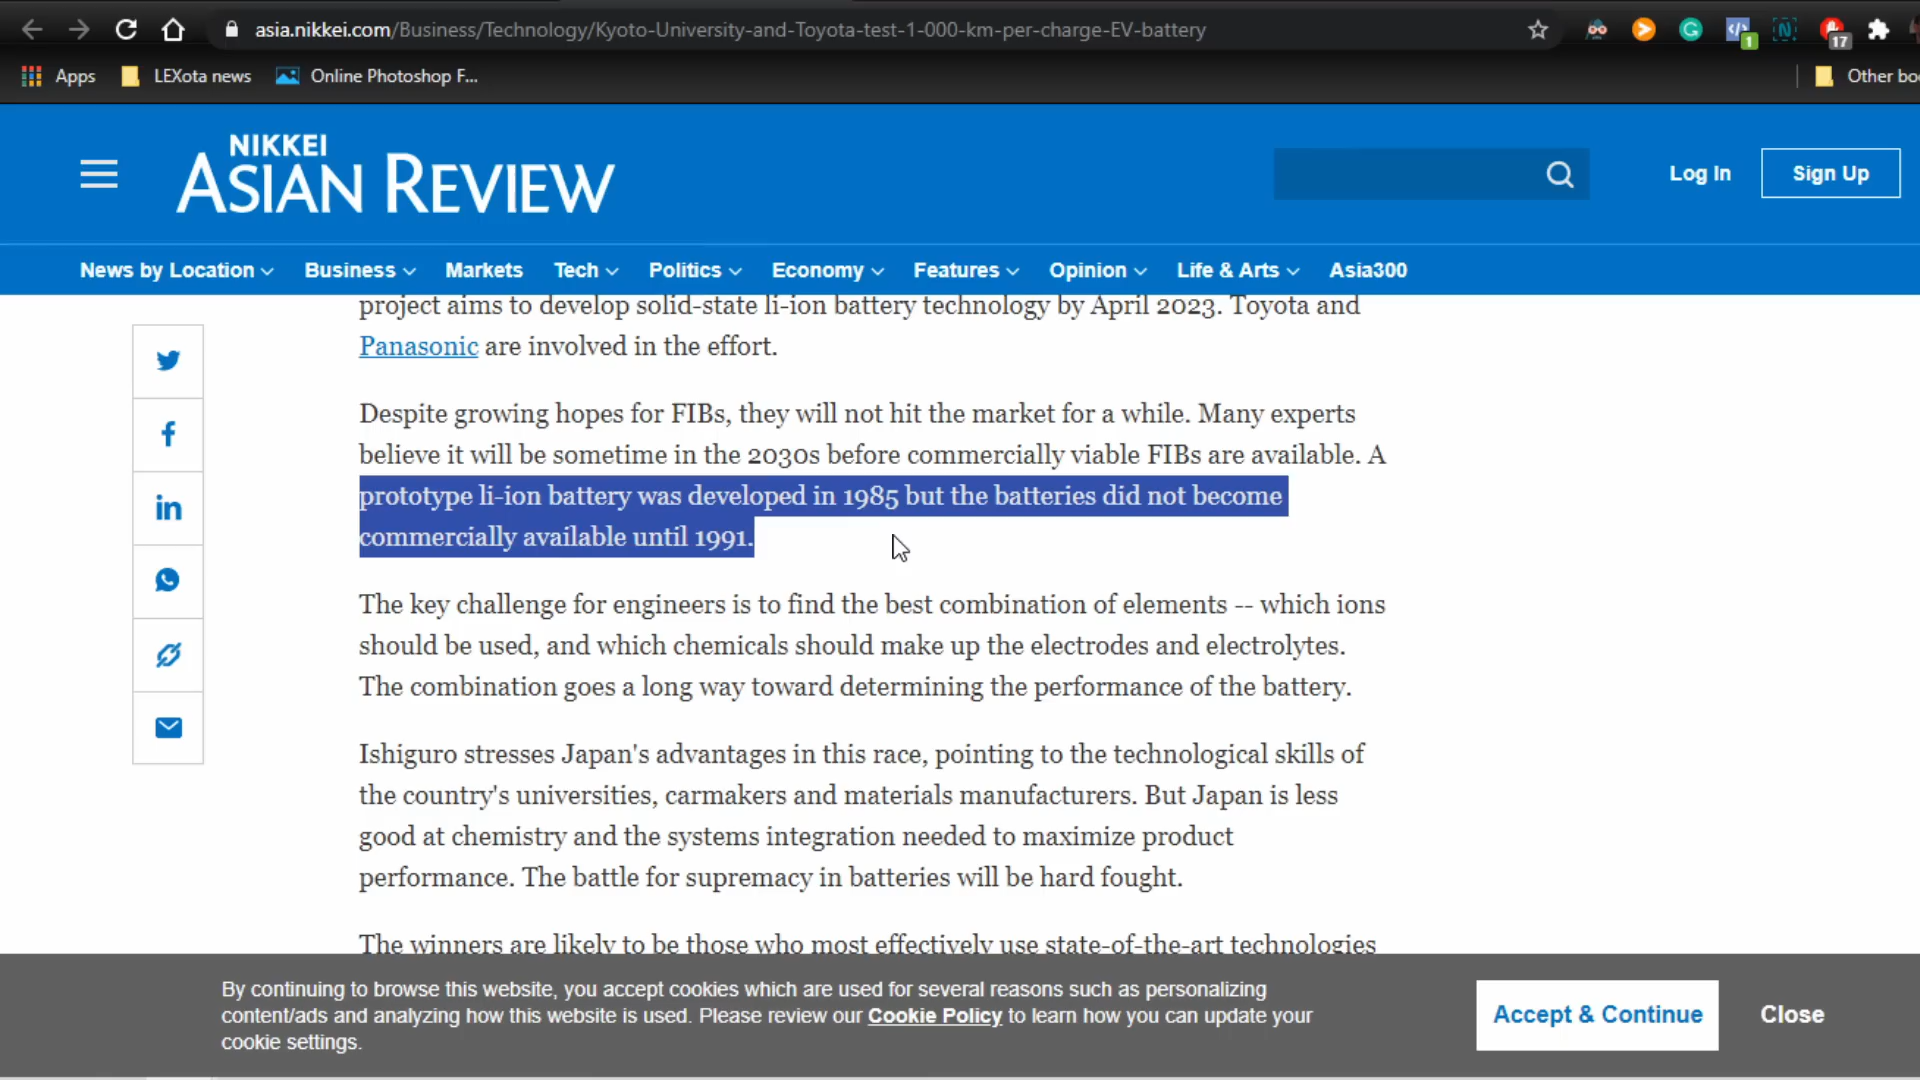 asia.nikkei.com/Business/Technology/Kyoto-University-and-Toyota-test-1-000-km-per-charge-EV-battery
1
17
Apps
LEXota news
Online Photoshop F...
Other bo
NIKKEI
ASIAN REVIEW
Log In
Sign Up
News by Location
Business
Markets
Tech
Politics
Economy
Features
Opinion
Life & Arts
Asia300
project aims to develop solid-state li-ion battery technology by April 2023. Toyota and
Panasonic are involved in the effort.
Despite growing hopes for FIBs, they will not hit the market for a while. Many experts
believe it will be sometime in the 2030s before commercially viable FIBs are available. A
prototype li-ion battery was developed in 1985 but the batteries did not become
commercially available until 1991.
The key challenge for engineers is to find the best combination of elements -- which ions
should be used, and which chemicals should make up the electrodes and electrolytes.
The combination goes a long way toward determining the performance of the battery.
Ishiguro stresses Japan's advantages in this race, pointing to the technological skills of
the country's universities, carmakers and materials manufacturers. But Japan is less
good at chemistry and the systems integration needed to maximize product
performance. The battle for supremacy in batteries will be hard fought.
The winners are likely to be those who most effectively use state-of-the-art technologies
By continuing to browse this website, you accept cookies which are used for several reasons such as personalizing
content/ads and analyzing how this website is used. Please review our Cookie Policy to learn how you can update your
cookie settings.
Accept & Continue
Close